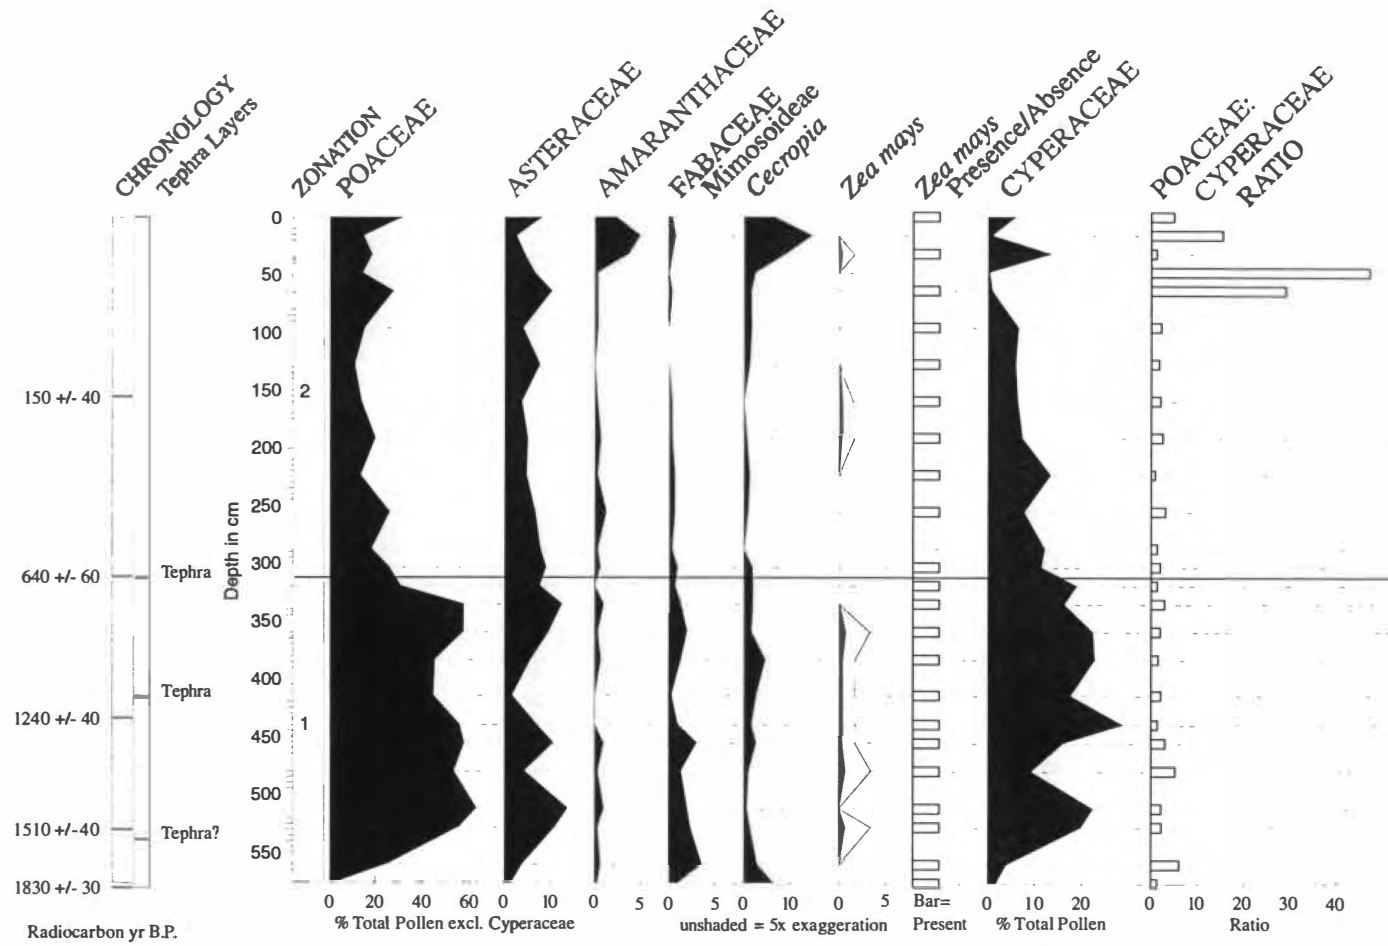 CHRONOLOGY
Tephra Layers
ZONATION
POACEAE
ASTERACEAE
AMARANTHACEAE
FABACEAE
Mimosoideae
Cecropia
Zea mays
Zea mays
Presence/Absence
CYPERACEAE
POACEAE:
CYPERACEAE
RATIO
0
50
100
150 +/- 40
150
2
200
250
300
640 +/- 60
Tephra
Depth in cm
350
400
Tephra
1240 +/- 40
1
450
500
1510 +/-40
Tephra?
550
1830 +/- 30
0 20 40 60 0 10 0 5 0 5 0 10 0 5 Bar= 0 10 20 0 10 20 30 40
Radiocarbon yr B.P.
% Total Pollen excl. Cyperaceae
unshaded = 5x exaggeration
Present
% Total Pollen
Ratio